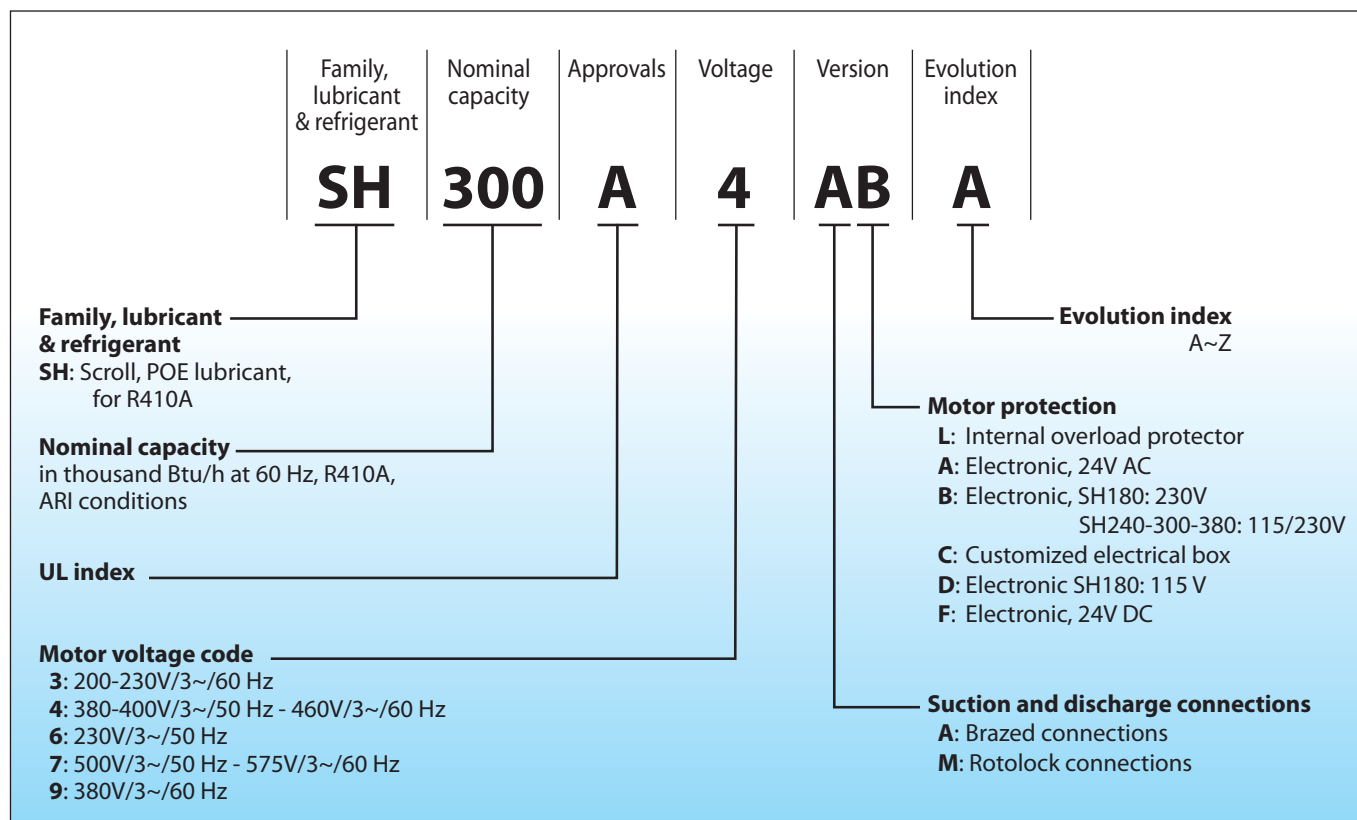 Family,
lubricant
& refrigerant
Nominal
capacity
Approvals
Voltage
Version
Evolution
index
SH 300 A 4 AB A
Family, lubricant
& refrigerant
SH: Scroll, POE lubricant,
for R410A
Nominal capacity
in thousand Btu/h at 60 Hz, R410A,
ARI conditions
UL index
Motor voltage code
3: 200-230V/3~/60 Hz
4: 380-400V/3~/50 Hz - 460V/3~/60 Hz
6: 230V/3~/50 Hz
7: 500V/3~/50 Hz - 575V/3~/60 Hz
9: 380V/3~/60 Hz
Evolution index
A~Z
Motor protection
L: Internal overload protector
A: Electronic, 24V AC
B: Electronic, SH180: 230V
SH240-300-380: 115/230V
C: Customized electrical box
D: Electronic SH180: 115 V
F: Electronic, 24V DC
Suction and discharge connections
A: Brazed connections
M: Rotolock connections